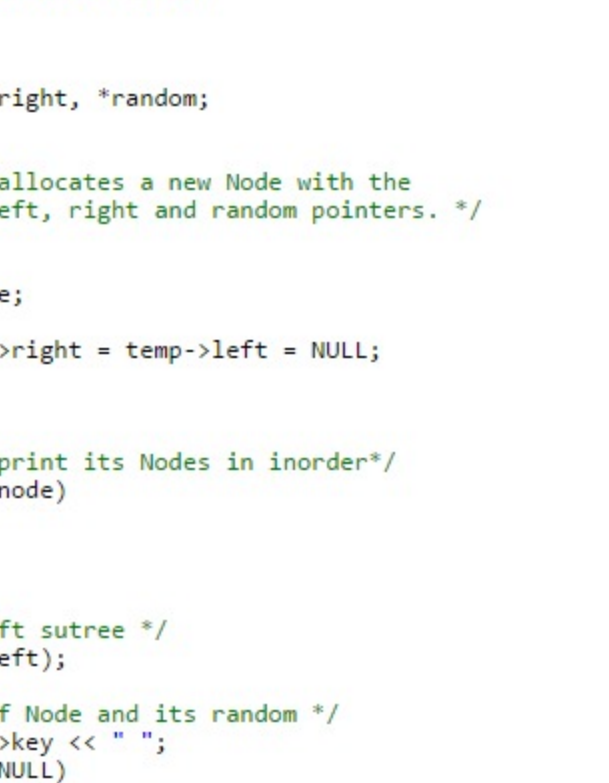 right, *random;
allocates a new Node with the
eft, right and random pointers. */
e;
>right = temp->left = NULL;
print its Nodes in inorder*/
node)
ft sutree */
eft);
f Node and its random */
>key << " ";
NULL)